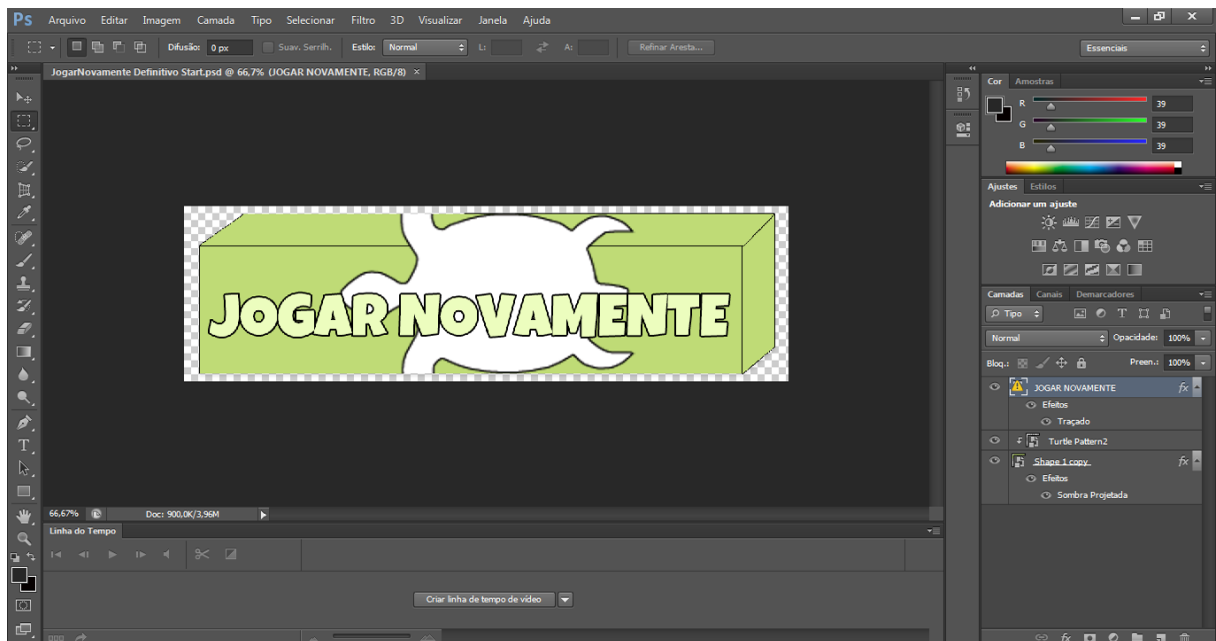 Ps Arquivo Editar Imagem Camada Tipo Selecionar Filtro 3D Visualizar Janela Ajuda
Difusão: 0 px Suav. Serrilh. Estilo: Normal L: A: Refinar Aresta... Essenciais
JogarNovamente Definitivo Start.psd @ 66,7% (JOGAR NOVAMENTE, RGB/8) ×
Cor Amostras
R 39
G 39
B 39
Ajustes Estilos
Adicionar um ajuste
JOGAR NOVAMENTE
Camadas Canais Demarcadores
Tipo
Normal Opacidade: 100%
Bloq.: Preen.: 100%
JOGAR NOVAMENTE fx
Efeitos
Traçado
Turtle Pattern2
Shape 1 copy fx
Efeitos
Sombra Projetada
66,67% Doc: 900,0K/3,96M
Linha do Tempo
Criar linha de tempo de vídeo
fx